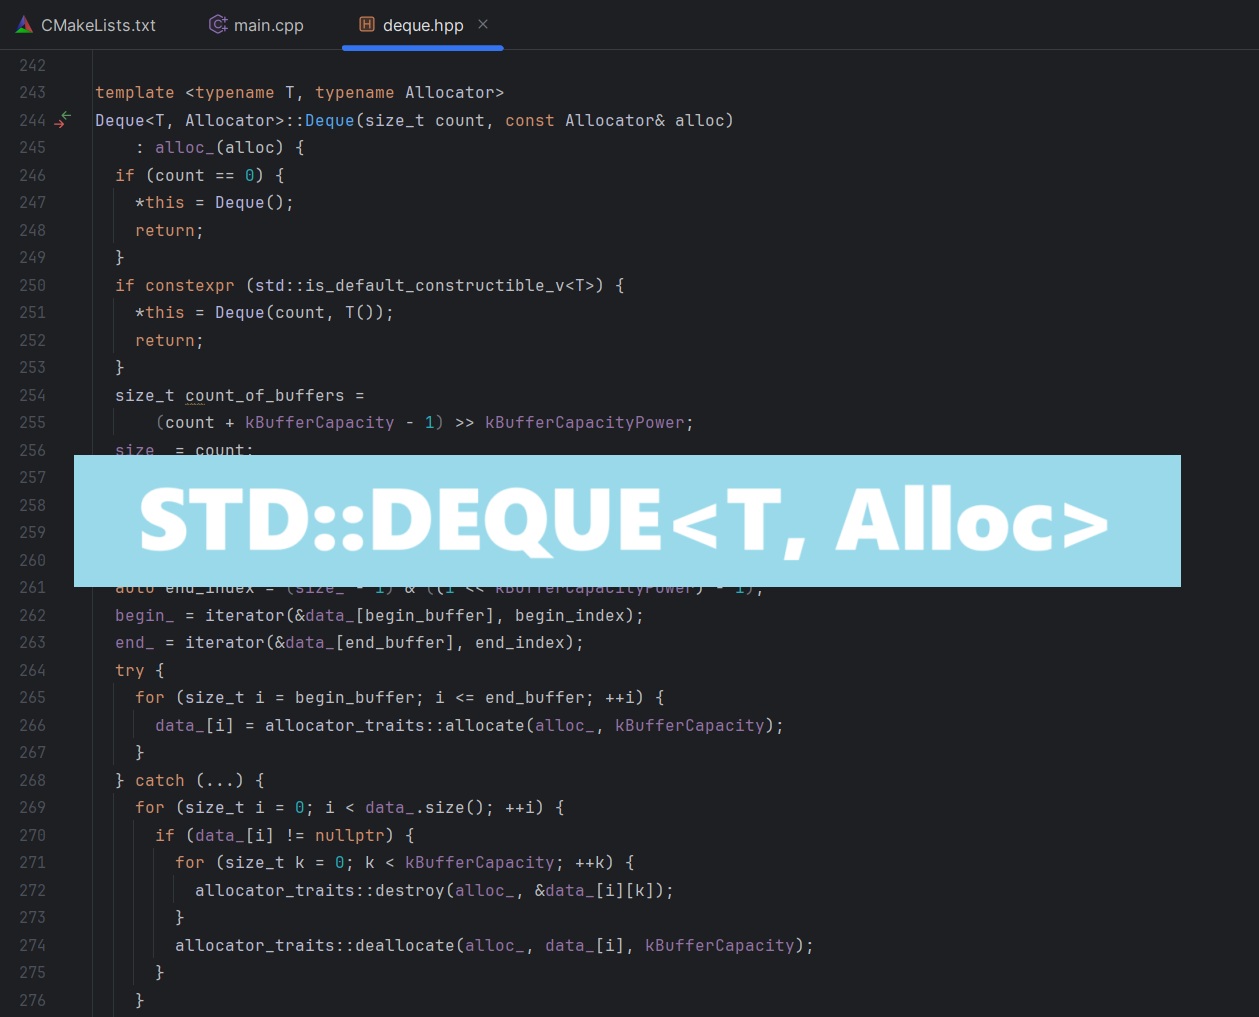 CMakeLists.txt main.cpp deque.hpp
242
243 template <typename T, typename Allocator>
244 Deque<T, Allocator>::Deque(size_t count, const Allocator& alloc)
245 : alloc_(alloc) {
246 if (count == 0) {
247 *this = Deque();
248 return;
249 }
250 if constexpr (std::is_default_constructible_v<T>) {
251 *this = Deque(count, T());
252 return;
253 }
254 size_t count_of_buffers =
255 (count + kBufferCapacity - 1) >> kBufferCapacityPower;
256 size_ = count;
257
258
STD::DEQUE<T, Alloc>
259
260
261 auto end_index = (size_ - 1) & ((1 << kBufferCapacityPower) - 1);
262 begin_ = iterator(&data_[begin_buffer], begin_index);
263 end_ = iterator(&data_[end_buffer], end_index);
264 try {
265 for (size_t i = begin_buffer; i <= end_buffer; ++i) {
266 data_[i] = allocator_traits::allocate(alloc_, kBufferCapacity);
267 }
268 } catch (...) {
269 for (size_t i = 0; i < data_.size(); ++i) {
270 if (data_[i] != nullptr) {
271 for (size_t k = 0; k < kBufferCapacity; ++k) {
272 allocator_traits::destroy(alloc_, &data_[i][k]);
273 }
274 allocator_traits::deallocate(alloc_, data_[i], kBufferCapacity);
275 }
276 }